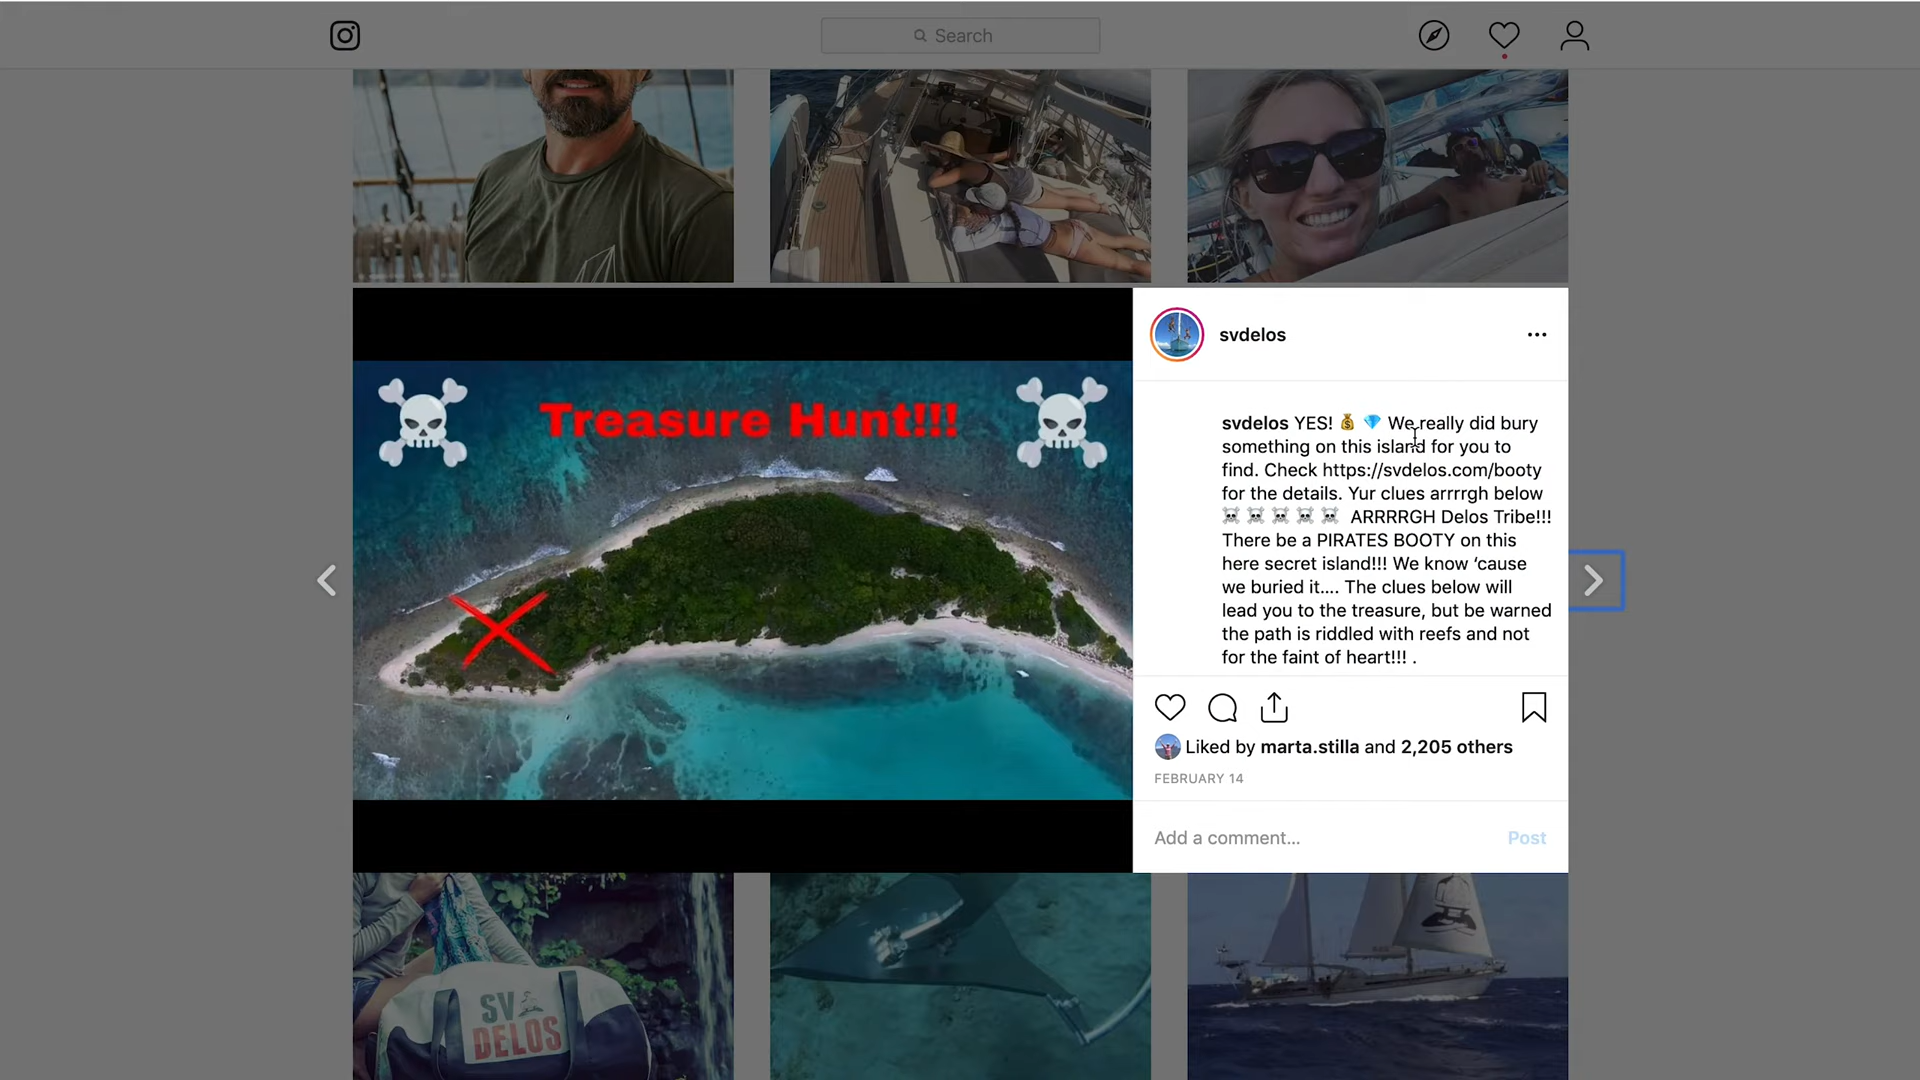 Search
Treasure Hunt!!!
svdelos
svdelos YES! 💰 💎 We really did bury
something on this island for you to
find. Check https://svdelos.com/booty
for the details. Yur clues arrrrgh below
☠️ ☠️ ☠️ ☠️ ☠️ ARRRRGH Delos Tribe!!!
There be a PIRATES BOOTY on this
here secret island!!! We know ‘cause
we buried it.... The clues below will
lead you to the treasure, but be warned
the path is riddled with reefs and not
for the faint of heart!!! .
Liked by marta.stilla and 2,205 others
FEBRUARY 14
Add a comment... Post
SV
DELOS